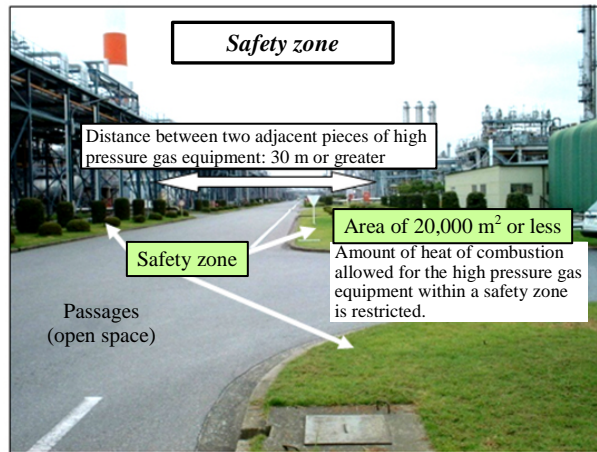 Safety zone
Distance between two adjacent pieces of high
pressure gas equipment: 30 m or greater
Area of 20,000 m² or less
Safety zone
Amount of heat of combustion
allowed for the high pressure gas
equipment within a safety zone
is restricted.
Passages
(open space)